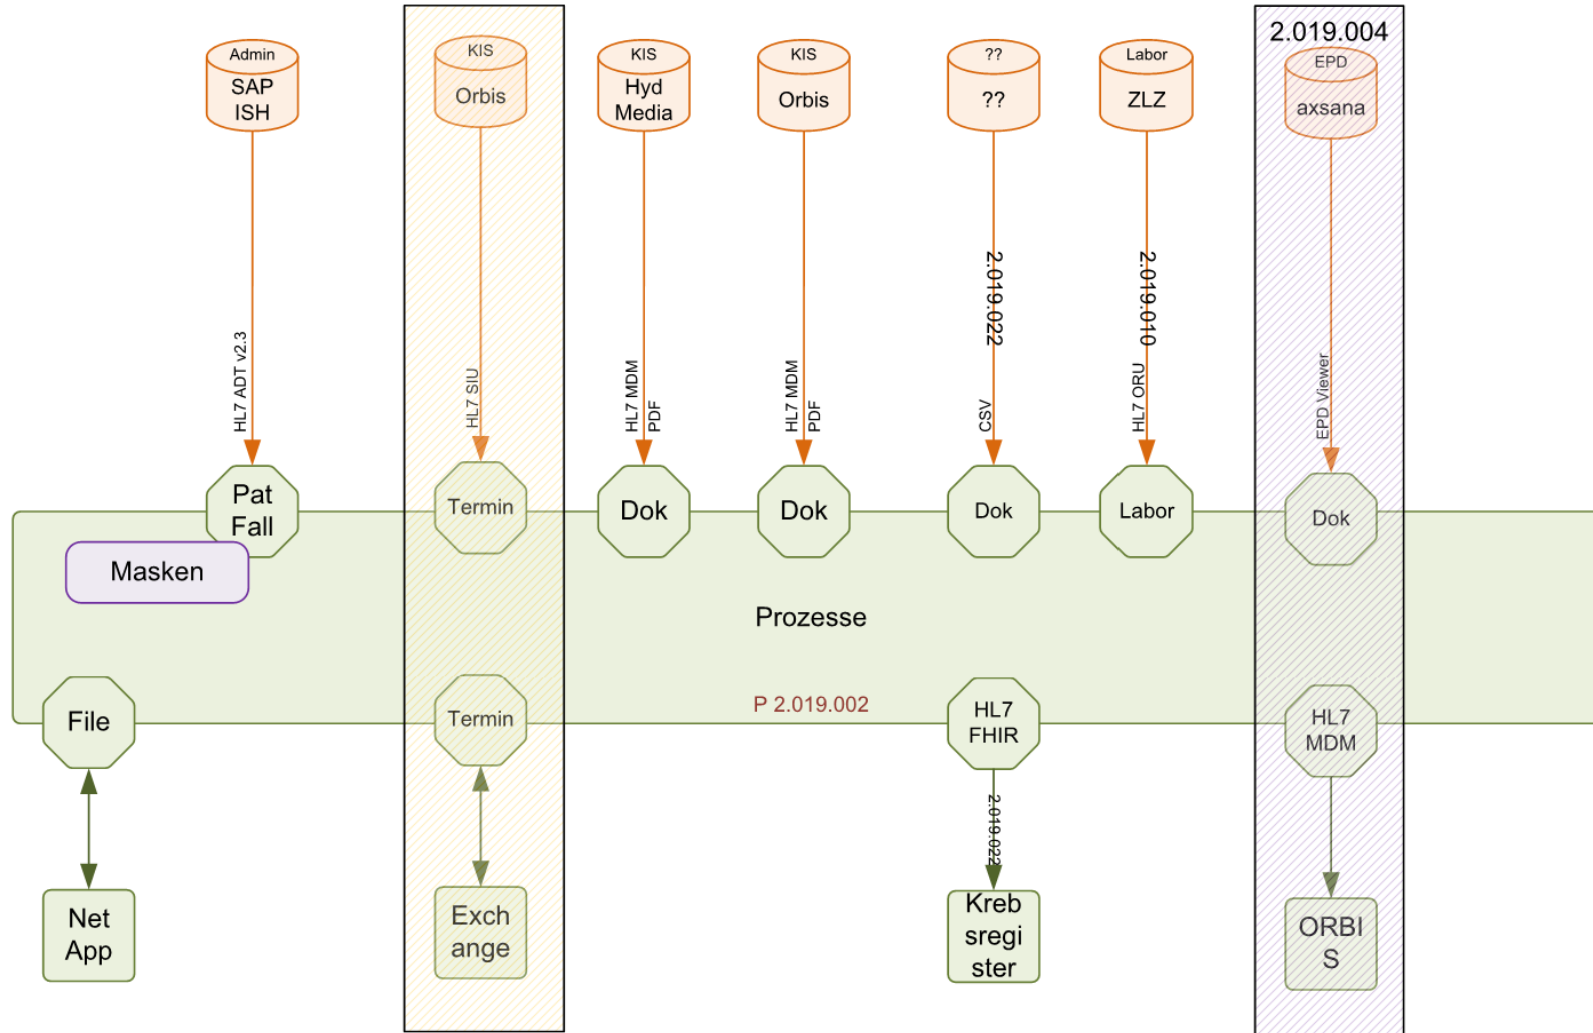 2.019.004
Admin
SAP
ISH
KIS
Orbis
KIS
Hyd
Media
KIS
Orbis
??
??
Labor
ZLZ
EPD
axsana
HL7 ADT v2.3
HL7 SIU
HL7 MDM
PDF
HL7 MDM
PDF
2.019.022
CSV
2.019.010
HL7 ORU
EPD Viewer
Pat
Fall
Termin
Dok
Dok
Dok
Labor
Dok
Masken
Prozesse
File
Termin
P 2.019.002
HL7
FHIR
HL7
MDM
2.019.022
Net
App
Exch
ange
Kreb
sregi
ster
ORBI
S